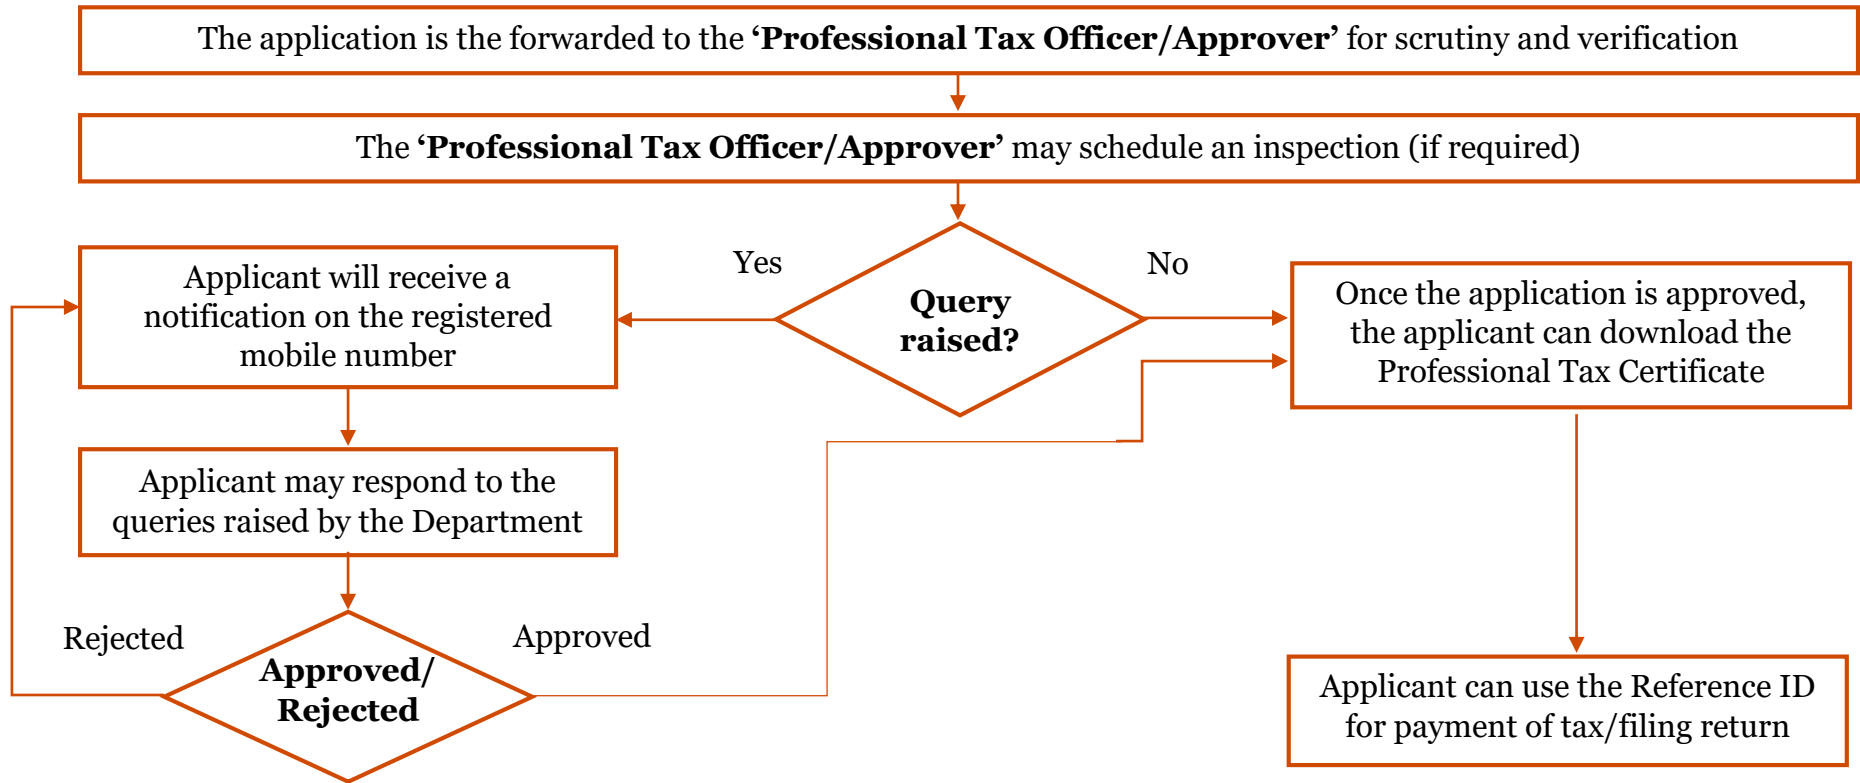 The application is the forwarded to the ‘Professional Tax Officer/Approver’ for scrutiny and verification
The ‘Professional Tax Officer/Approver’ may schedule an inspection (if required)
Yes
No
Query
raised?
Applicant will receive a
notification on the registered
mobile number
Once the application is approved,
the applicant can download the
Professional Tax Certificate
Applicant may respond to the
queries raised by the Department
Rejected
Approved
Approved/
Rejected
Applicant can use the Reference ID
for payment of tax/filing return